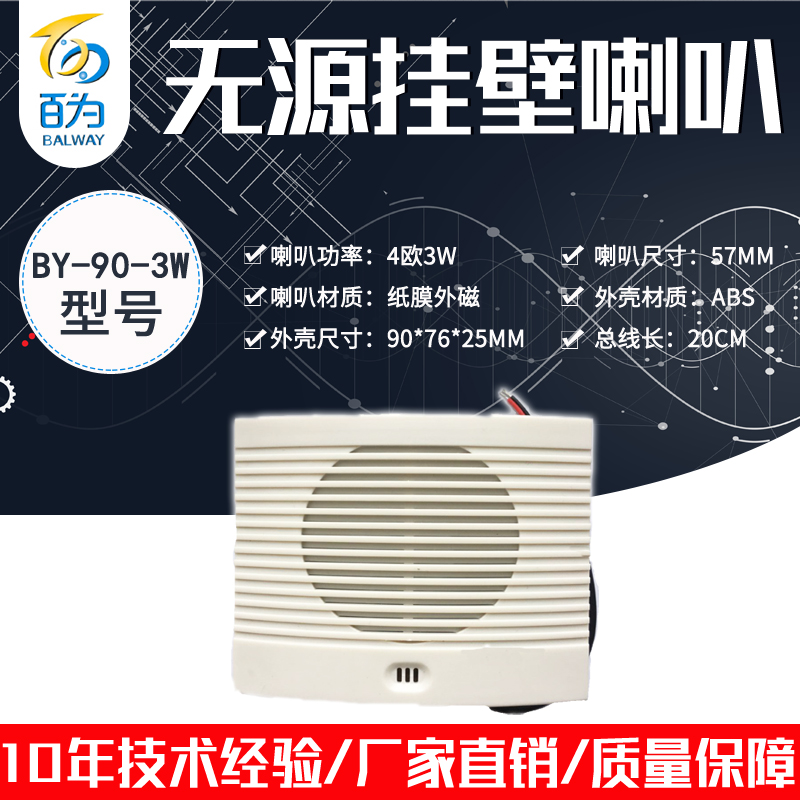 百为
BALWAY
无源挂壁喇叭
BY-90-3W
型号
喇叭功率：4欧3W
喇叭尺寸：57MM
喇叭材质：纸膜外磁
外壳材质：ABS
外壳尺寸：90*76*25MM
总线长：20CM
10年技术经验/厂家直销/质量保障